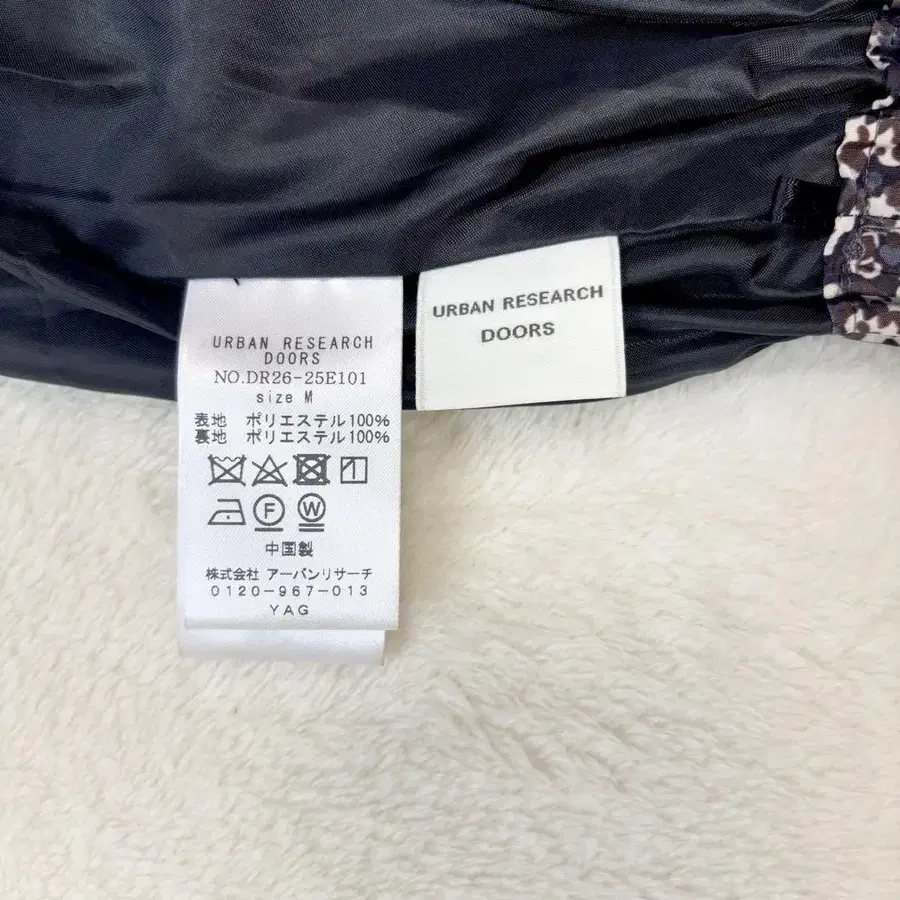 URBAN RESEARCH
DOORS
NO.DR26-25E101
size M
表地 ポリエステル100%
裏地 ポリエステル100%
F W
中国製
株式会社 アーバンリサーチ
0120-967-013
YAG
URBAN RESEARCH
DOORS